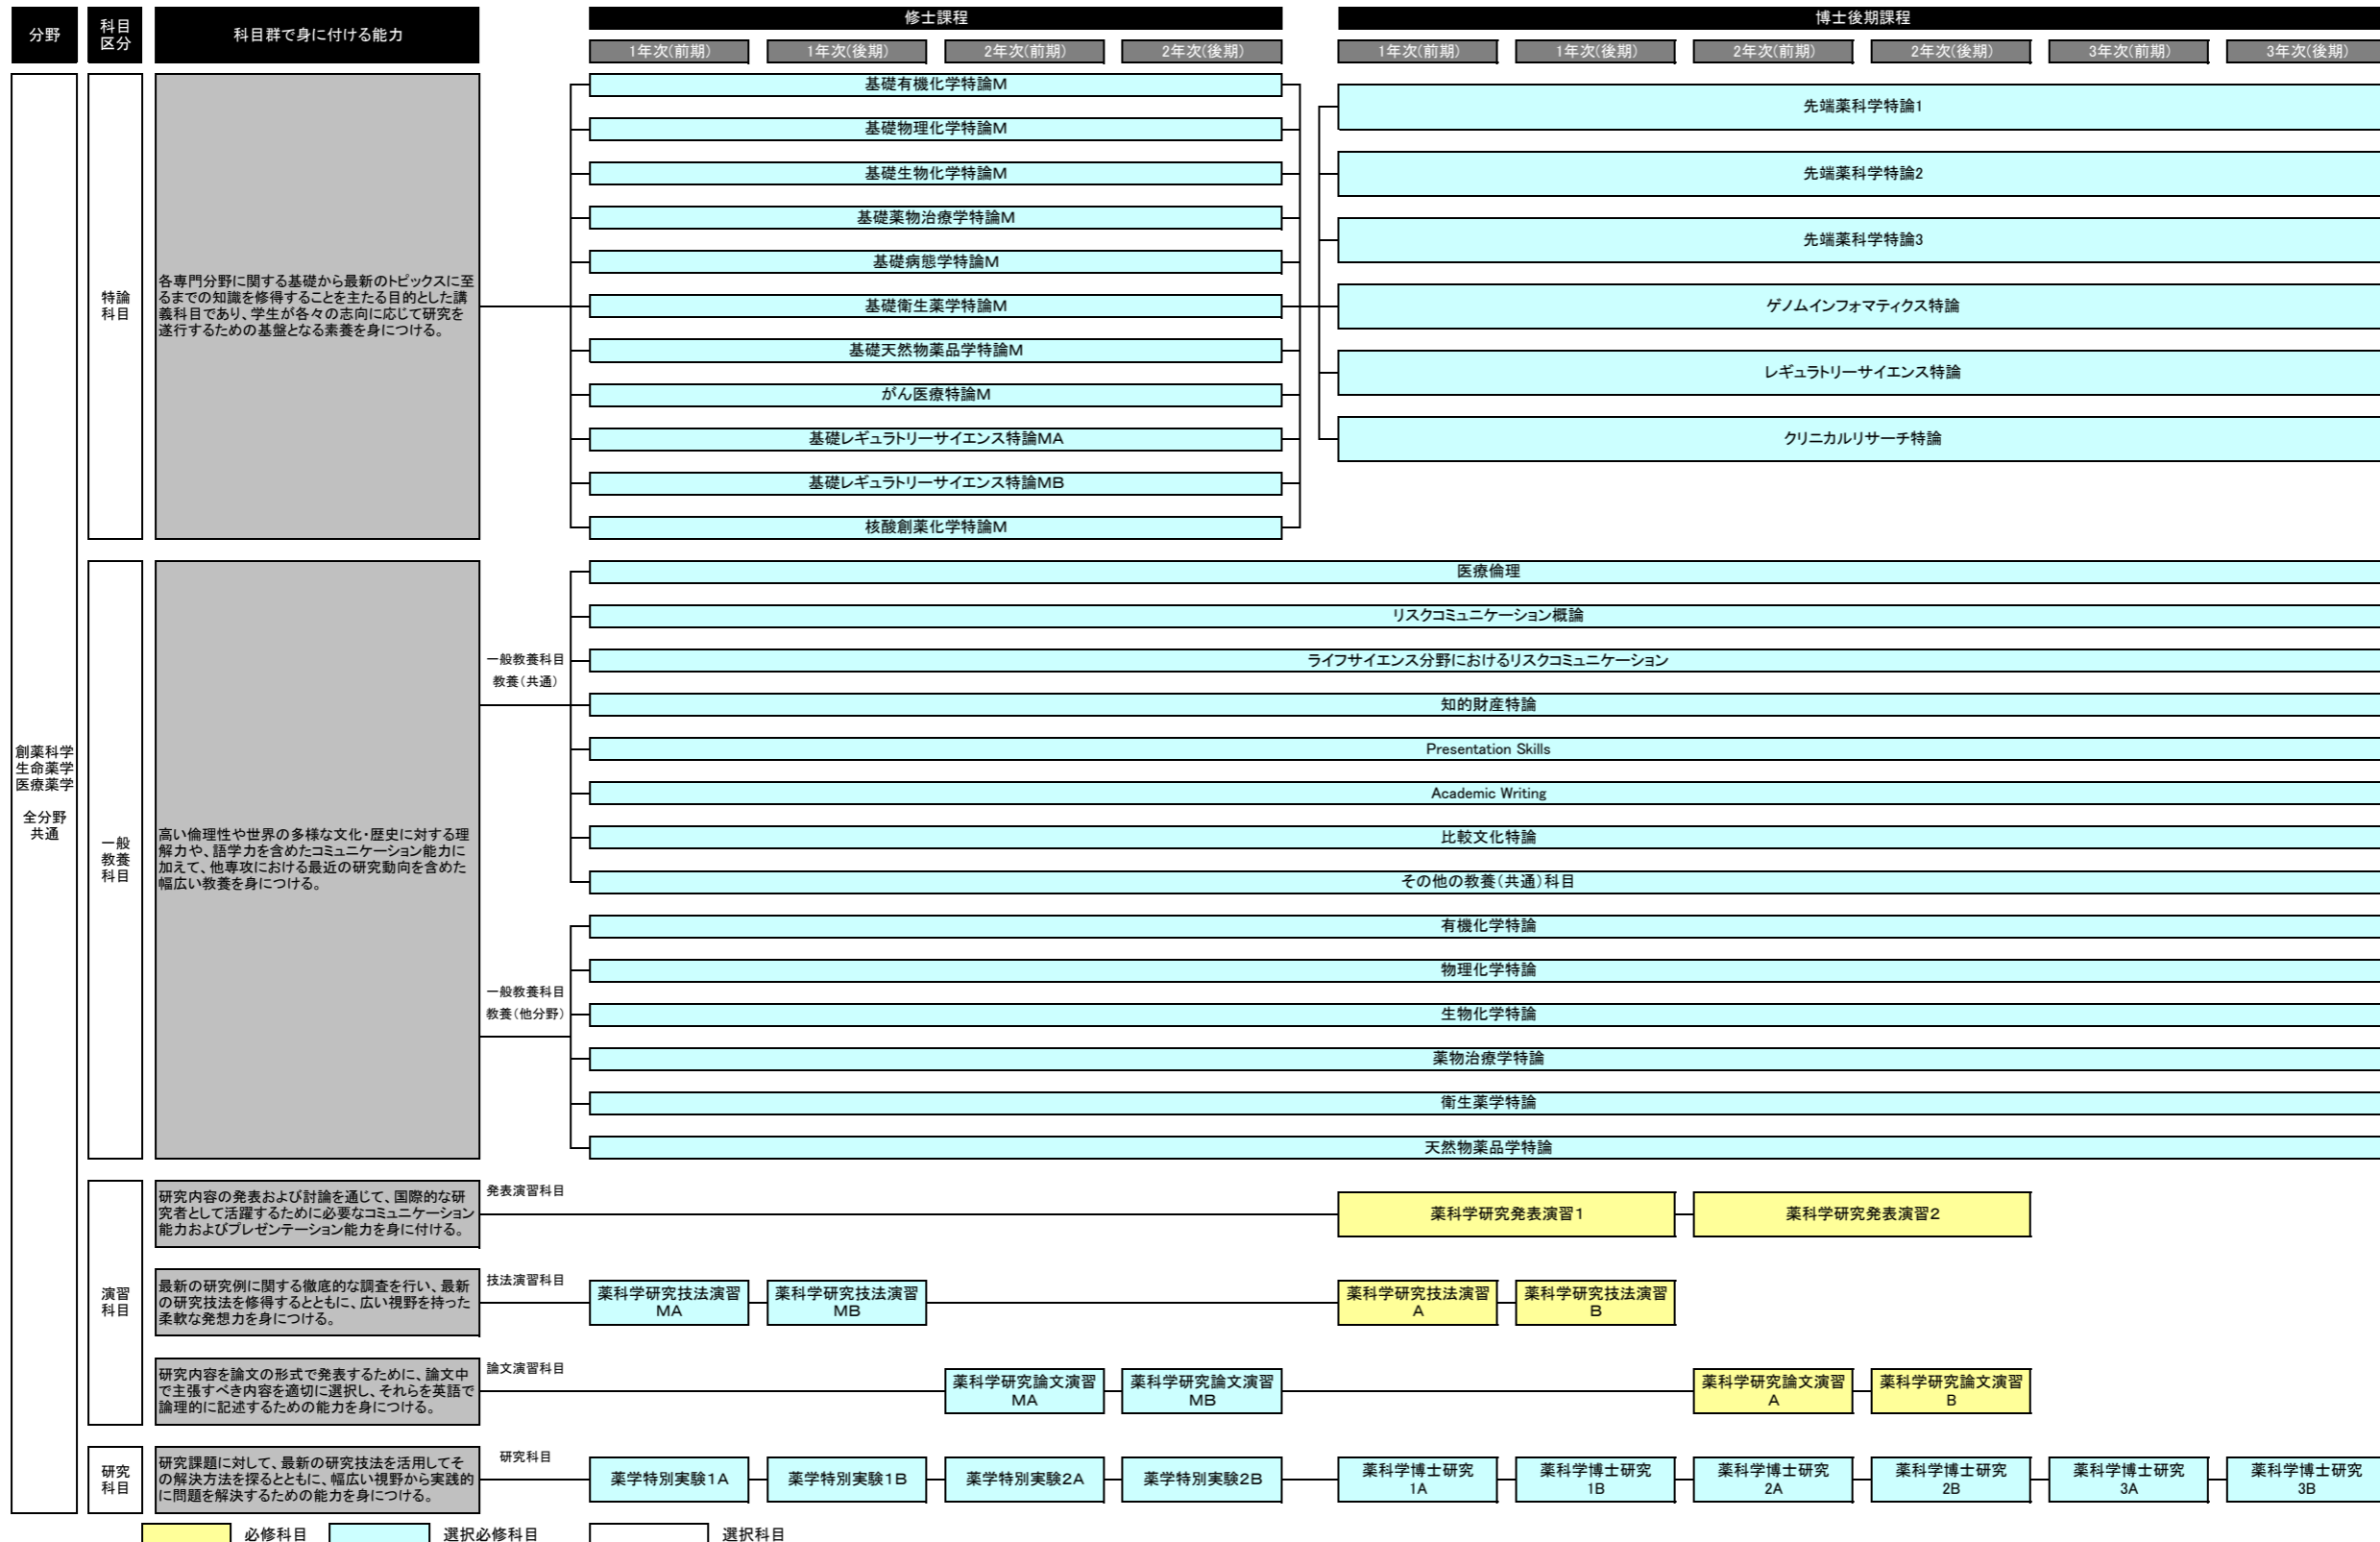 分野
科目
区分
科目群で身に付ける能力
修士課程
博士後期課程
1年次(前期)
1年次(後期)
2年次(前期)
2年次(後期)
1年次(前期)
1年次(後期)
2年次(前期)
2年次(後期)
3年次(前期)
3年次(後期)
創薬科学
生命薬学
医療薬学
全分野
共通
特論
科目
各専門分野に関する基礎から最新のトピックスに至
るまでの知識を修得することを主たる目的とした講
義科目であり、学生が各々の志向に応じて研究を
遂行するための基盤となる素養を身につける。
基礎有機化学特論M
基礎物理化学特論M
基礎生物化学特論M
基礎薬物治療学特論M
基礎病態学特論M
基礎衛生薬学特論M
基礎天然物薬品学特論M
がん医療特論M
基礎レギュラトリーサイエンス特論MA
基礎レギュラトリーサイエンス特論MB
核酸創薬化学特論M
先端薬科学特論1
先端薬科学特論2
先端薬科学特論3
ゲノムインフォマティクス特論
レギュラトリーサイエンス特論
クリニカルリサーチ特論
一般
教養
科目
高い倫理性や世界の多様な文化・歴史に対する理
解力や、語学力を含めたコミュニケーション能力に
加えて、他専攻における最近の研究動向を含めた
幅広い教養を身につける。
一般教養科目
教養(共通)
医療倫理
リスクコミュニケーション概論
ライフサイエンス分野におけるリスクコミュニケーション
知的財産特論
Presentation Skills
Academic Writing
比較文化特論
その他の教養(共通)科目
一般教養科目
教養(他分野)
有機化学特論
物理化学特論
生物化学特論
薬物治療学特論
衛生薬学特論
天然物薬品学特論
演習
科目
研究内容の発表および討論を通じて、国際的な研
究者として活躍するために必要なコミュニケーション
能力およびプレゼンテーション能力を身に付ける。
発表演習科目
薬科学研究発表演習1
薬科学研究発表演習2
最新の研究例に関する徹底的な調査を行い、最新
の研究技法を修得するとともに、広い視野を持った
柔軟な発想力を身につける。
技法演習科目
薬科学研究技法演習
MA
薬科学研究技法演習
MB
薬科学研究技法演習
A
薬科学研究技法演習
B
研究内容を論文の形式で発表するために、論文中
で主張すべき内容を適切に選択し、それらを英語で
論理的に記述するための能力を身につける。
論文演習科目
薬科学研究論文演習
MA
薬科学研究論文演習
MB
薬科学研究論文演習
A
薬科学研究論文演習
B
研究
科目
研究課題に対して、最新の研究技法を活用してそ
の解決方法を探るとともに、幅広い視野から実践的
に問題を解決するための能力を身につける。
研究科目
薬学特別実験1A
薬学特別実験1B
薬学特別実験2A
薬学特別実験2B
薬科学博士研究
1A
薬科学博士研究
1B
薬科学博士研究
2A
薬科学博士研究
2B
薬科学博士研究
3A
薬科学博士研究
3B
必修科目
選択必修科目
選択科目